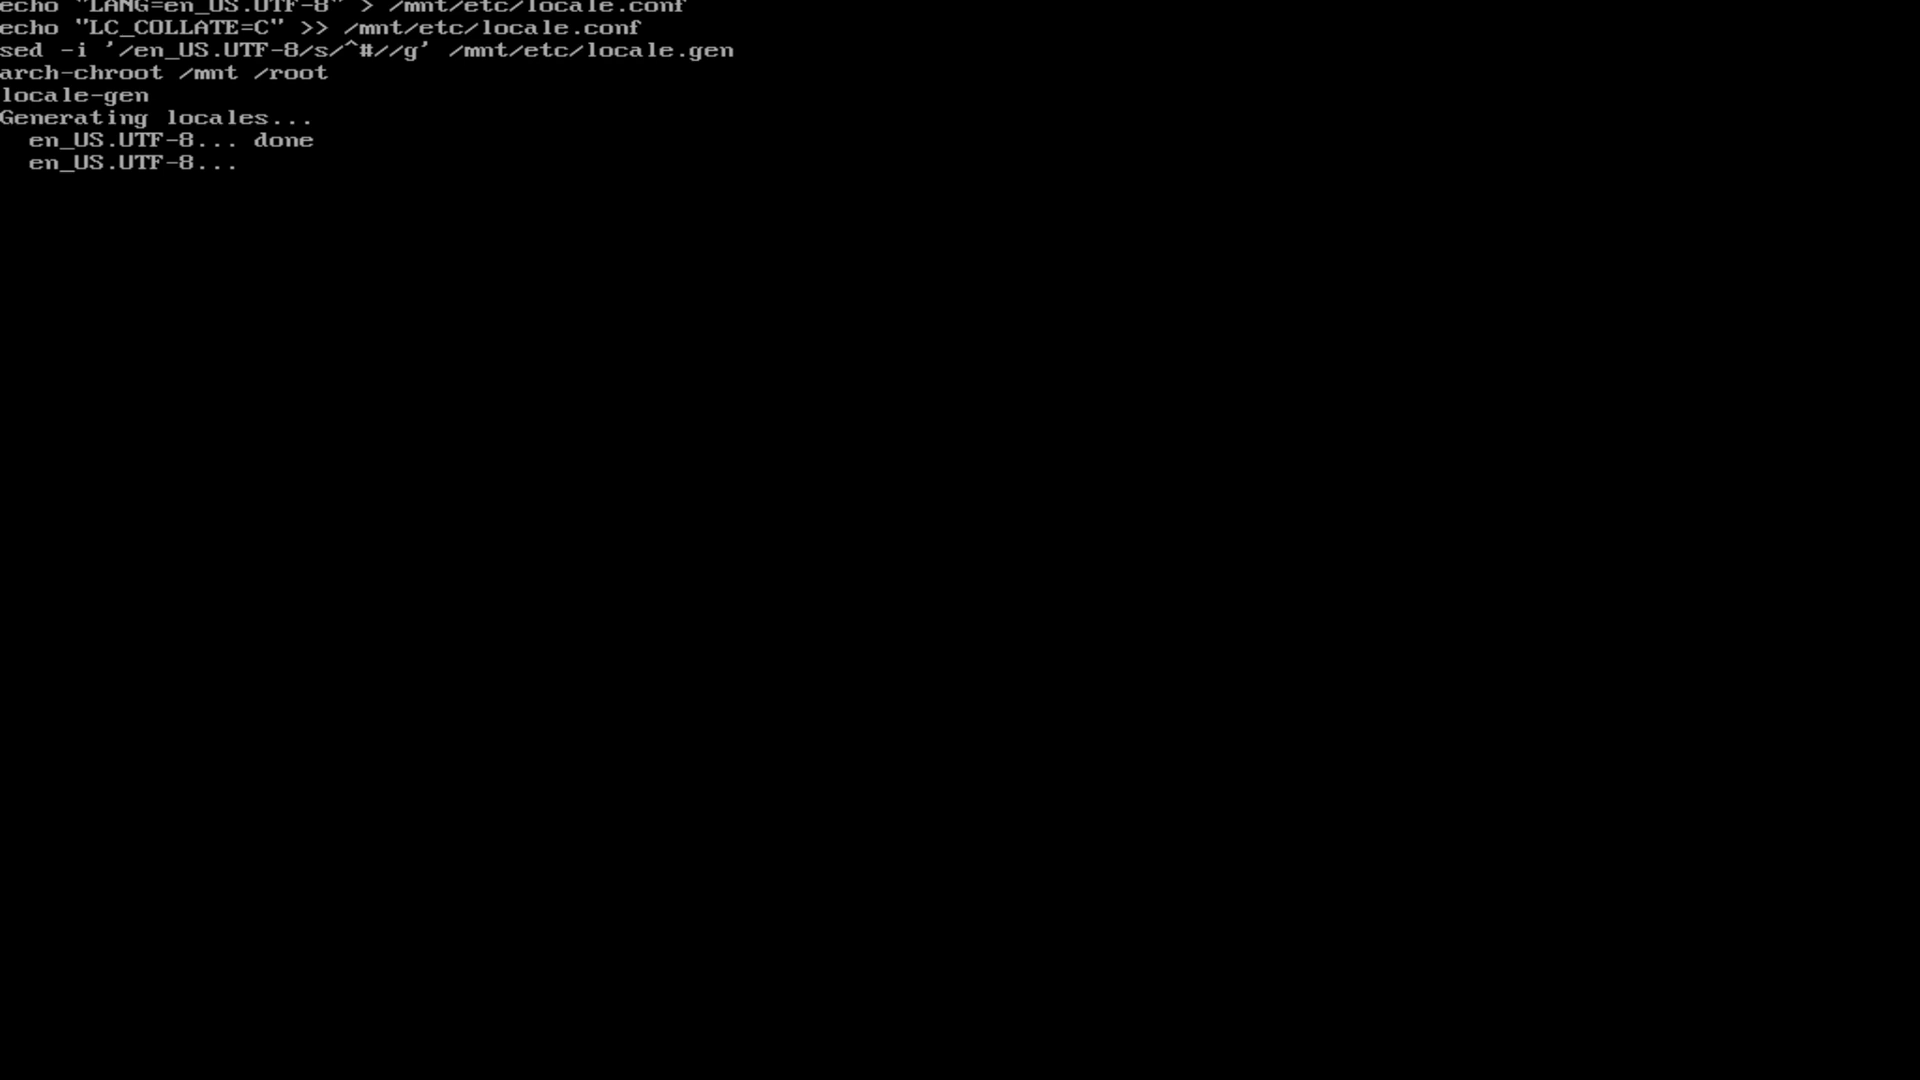 echo "LANG=en_US.UTF-8" > /mnt/etc/locale.conf
echo "LC_COLLATE=C" >> /mnt/etc/locale.conf
sed -i '/en_US.UTF-8/s/^#//g' /mnt/etc/locale.gen
arch-chroot /mnt /root
locale-gen
Generating locales...
  en_US.UTF-8... done
  en_US.UTF-8...